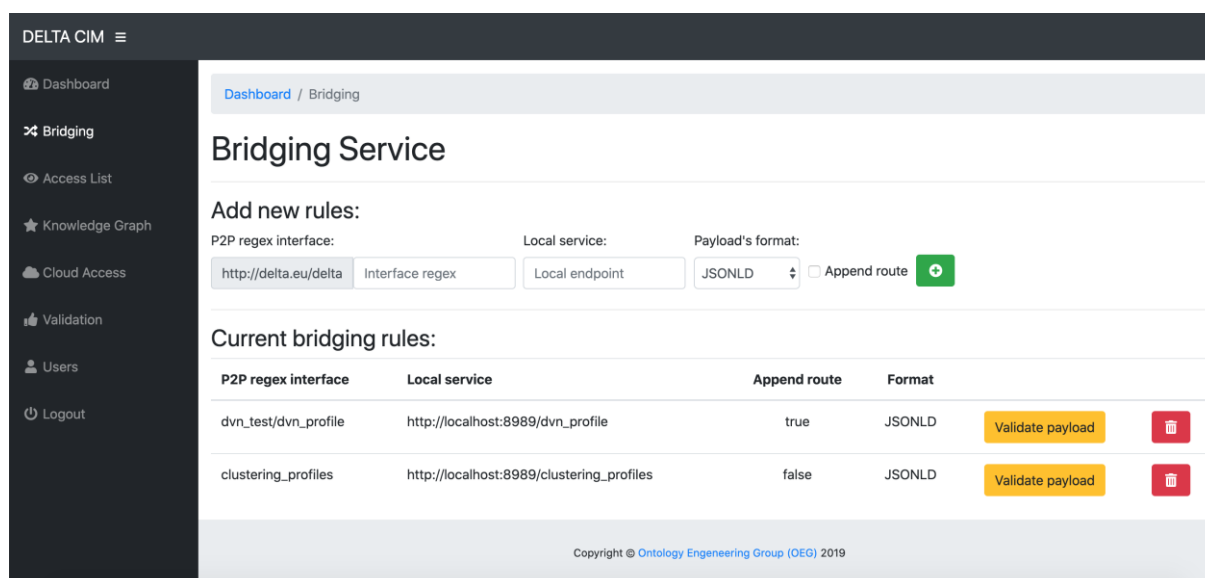 DELTA CIM
Dashboard
Bridging
Access List
Knowledge Graph
Cloud Access
Validation
Users
Logout
Dashboard / Bridging
Bridging Service
Add new rules:
P2P regex interface: Local service: Payload's format:
http://delta.eu/delta Interface regex Local endpoint JSONLD Append route
Current bridging rules:
P2P regex interface Local service Append route Format
dvn_test/dvn_profile http://localhost:8989/dvn_profile true JSONLD Validate payload
clustering_profiles http://localhost:8989/clustering_profiles false JSONLD Validate payload
Copyright © Ontology Engeneering Group (OEG) 2019